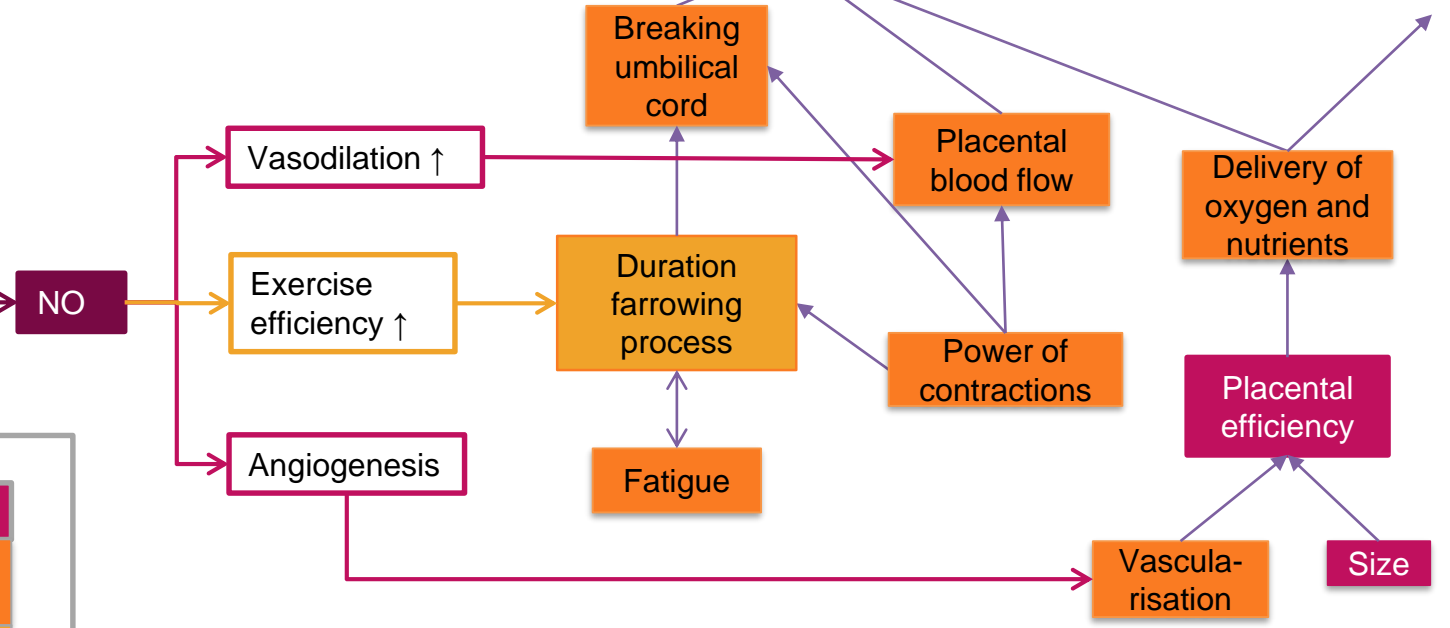 Breaking
umbilical
cord
Vasodilation ↑
Placental
blood flow
Delivery of
oxygen and
nutrients
NO
Exercise
efficiency ↑
Duration
farrowing
process
Power of
contractions
Placental
efficiency
Angiogenesis
Fatigue
Vascula-
risation
Size